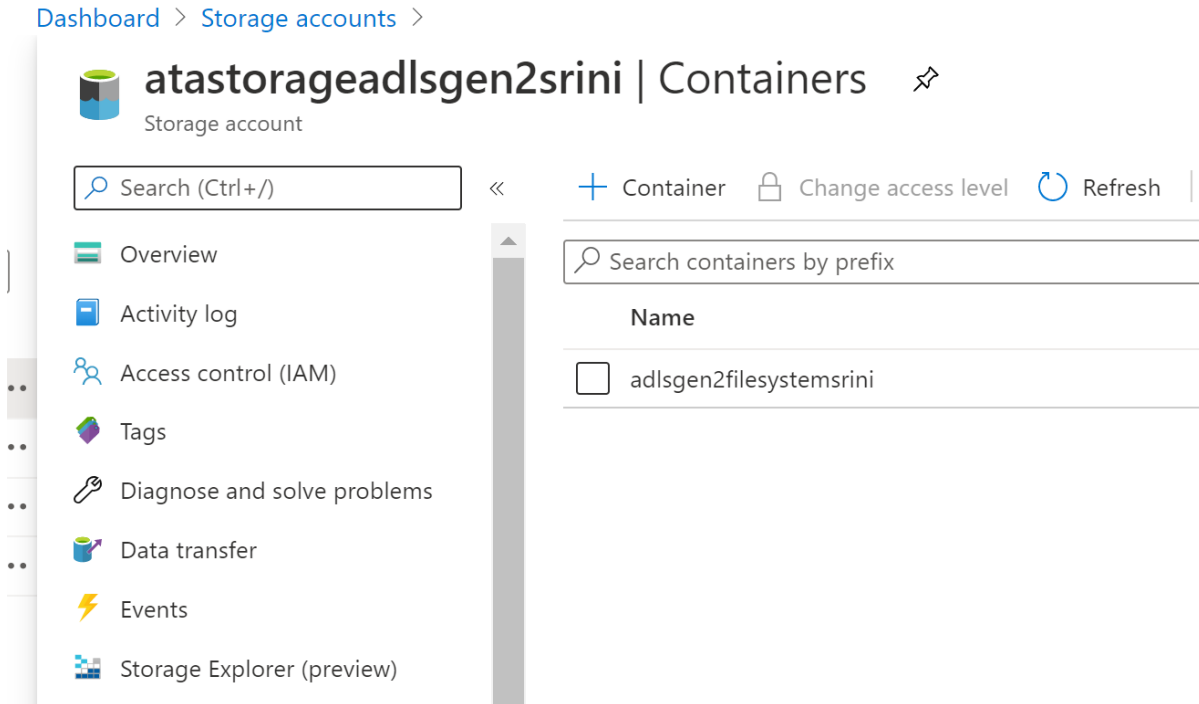 Dashboard > Storage accounts >
atastorageadlsgen2srini | Containers
Storage account
Search (Ctrl+/)
«
Container
Change access level
Refresh
Search containers by prefix
Name
adlsgen2filesystemsrini
Overview
Activity log
Access control (IAM)
Tags
Diagnose and solve problems
Data transfer
Events
Storage Explorer (preview)